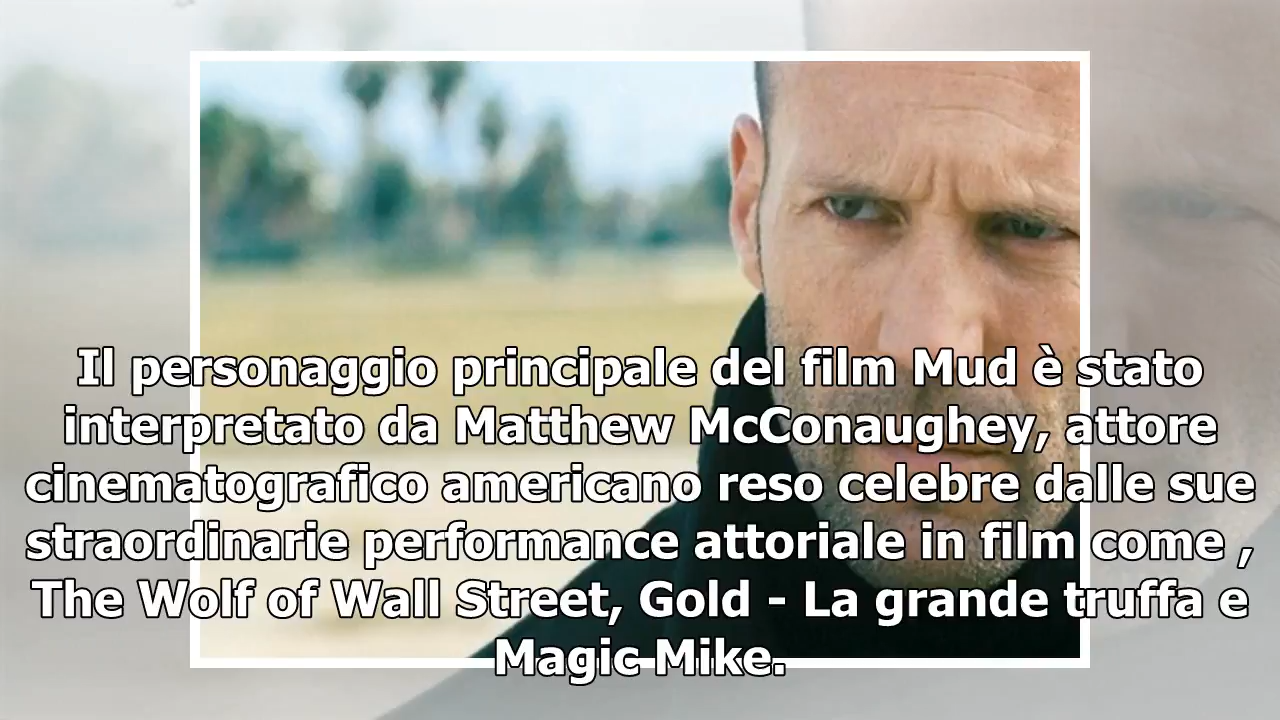 Il personaggio principale del film Mud è stato
interpretato da Matthew McConaughey, attore
cinematografico americano reso celebre dalle sue
straordinarie performance attoriale in film come ,
The Wolf of Wall Street, Gold - La grande truffa e
Magic Mike.